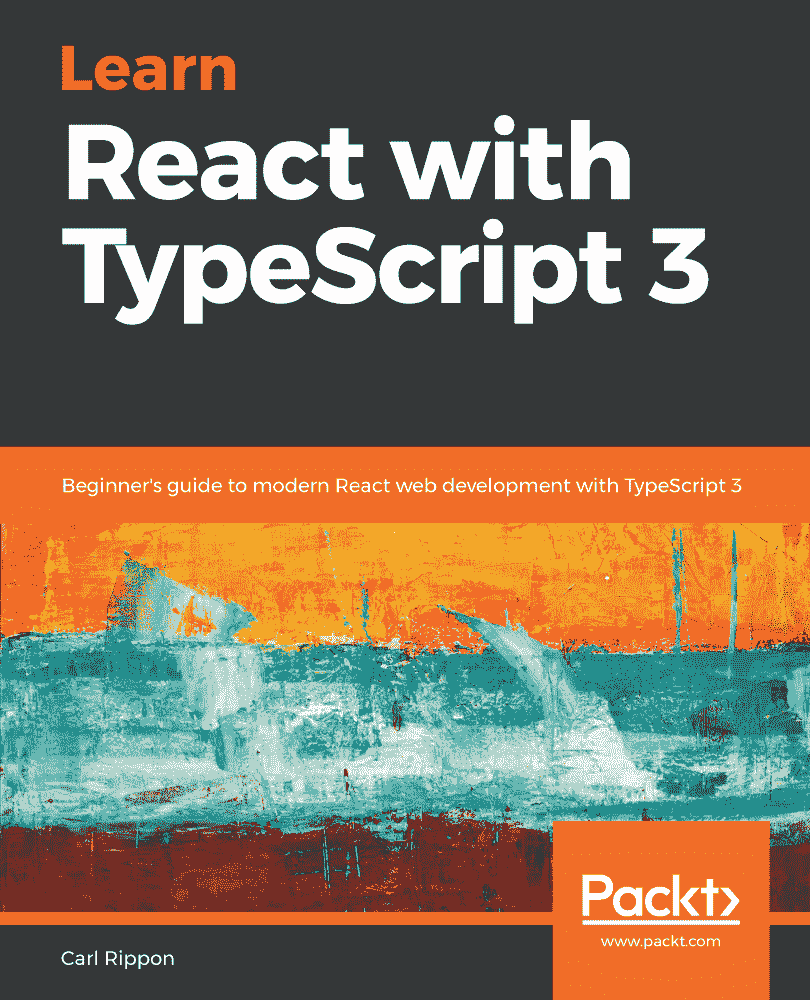 Learn
React with
TypeScript 3
Beginner's guide to modern React web development with TypeScript 3
Packt>
www.packt.com
Carl Rippon